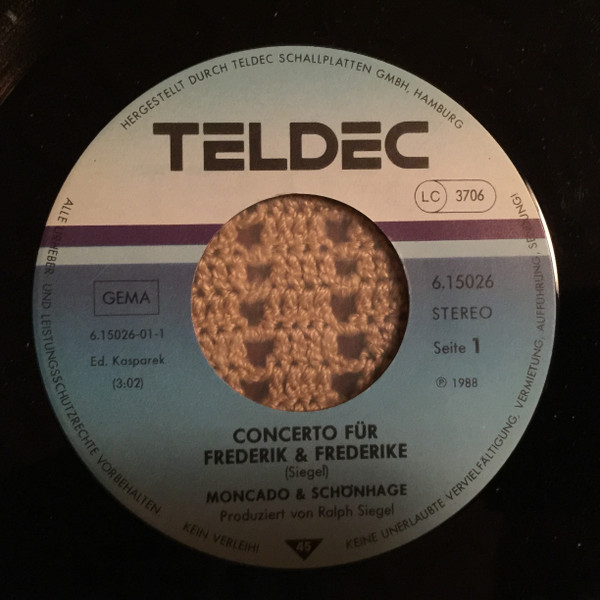 HERGESTELLT DURCH TELDEC SCHALLPLATTEN GMBH, HAMBURG
TELDEC
LC 3706
GEMA
6.15026-01-1
Ed. Kasparek
(3:02)
6.15026
STEREO
Seite 1
℗ 1988
CONCERTO FÜR
FREDERIK & FREDERIKE
(Siegel)
MONCADO & SCHÖNHAGE
Produziert von Ralph Siegel
45
ALLE UND LEISTUNGSSCHUTZRECHTE VORBEHALTEN
KEIN VERLEIH!
KEINE UNERLAUBTE VERVIELFÄLTIGUNG, VERMIETUNG, AUFFÜHRUNG,